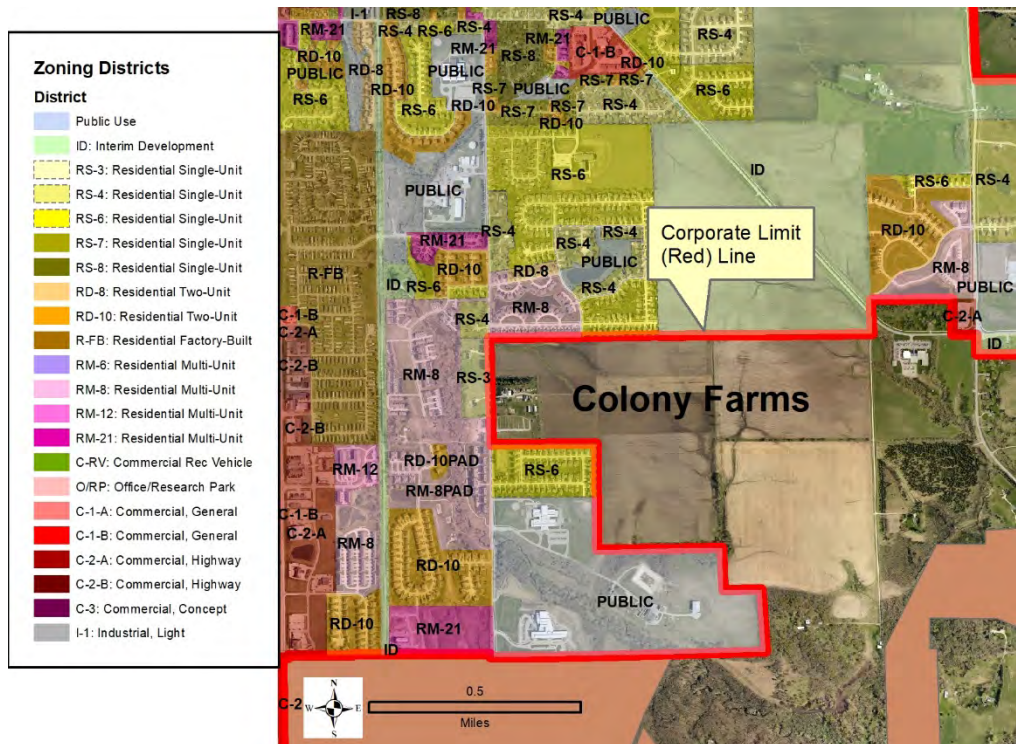 Zoning Districts
District
Public Use
ID: Interim Development
RS-3: Residential Single-Unit
RS-4: Residential Single-Unit
RS-6: Residential Single-Unit
RS-7: Residential Single-Unit
RS-8: Residential Single-Unit
RD-8: Residential Two-Unit
RD-10: Residential Two-Unit
R-FB: Residential Factory-Built
RM-6: Residential Multi-Unit
RM-8: Residential Multi-Unit
RM-12: Residential Multi-Unit
RM-21: Residential Multi-Unit
C-RV: Commercial Rec Vehicle
O/RP: Office/Research Park
C-1-A: Commercial, General
C-1-B: Commercial, General
C-2-A: Commercial, Highway
C-2-B: Commercial, Highway
C-3: Commercial, Concept
I-1: Industrial, Light
I-1
RS-8
RS-4
PUBLIC
RM-21
RS-4
RS-6
RS-4
RM-21
RS-4
RD-10
RD-8
RM-21
RS-8
C-1-B
RD-10
PUBLIC
RD-10
PUBLIC
RS-7
PUBLIC
RS-7
RS-7
RS-6
RS-6
RS-6
RD-10
RS-7
RS-7
RD-10
RS-4
RS-6
ID
PUBLIC
RS-6
RS-4
RD-10
RM-21
RS-4
RS-4
RS-4
PUBLIC
R-FB
ID
RS-6
RD-10
RD-8
RS-4
RM-8
PUBLIC
RM-8
RS-4
C-1-B
C-2-A
C-2-A
ID
Corporate Limit
(Red) Line
C-2-B
RM-8
RS-3
Colony Farms
C-2-B
RM-12
RD-10PAD
RM-8PAD
RS-6
C-1-B
C-2-A
RM-8
RD-10
PUBLIC
RD-10
RM-21
ID
C-2
N
W
E
S
0.5
Miles